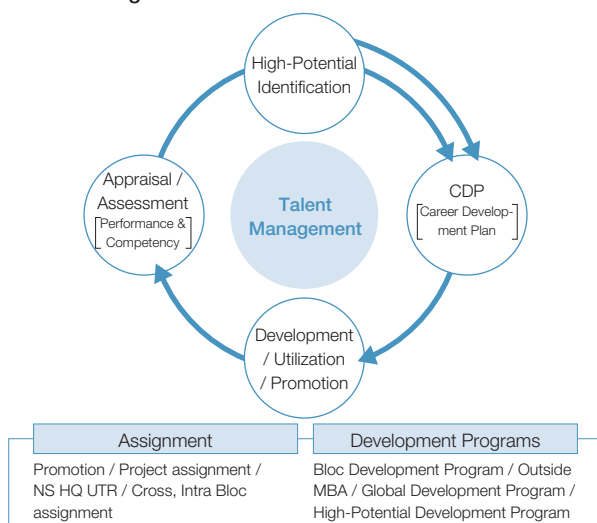 High-Potential
Identification
Appraisal /
Assessment
Performance &
Competency
Talent
Management
CDP
Career Develop-
ment Plan
Development
/ Utilization
/ Promotion
Assignment
Promotion / Project assignment /
NS HQ UTR / Cross, Intra Bloc
assignment
Development Programs
Bloc Development Program / Outside
MBA / Global Development Program /
High-Potential Development Program